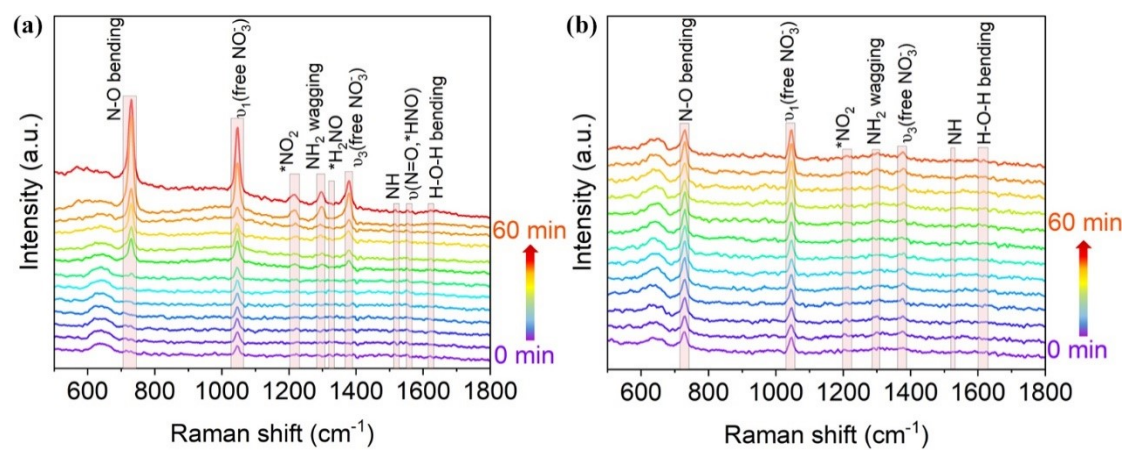 (a)
N-O bending
υ₁(free NO₃⁻)
*NO₂
NH₂ wagging
*H₂NO
υ₃(free NO₃⁻)
NH
υ(N=O,*HNO)
H-O-H bending
Intensity (a.u.)
60 min
0 min
600 800 1000 1200 1400 1600 1800
Raman shift (cm⁻¹)
(b)
N-O bending
υ₁(free NO₃⁻)
*NO₂
NH₂ wagging
υ₃(free NO₃⁻)
NH
H-O-H bending
Intensity (a.u.)
60 min
0 min
600 800 1000 1200 1400 1600 1800
Raman shift (cm⁻¹)